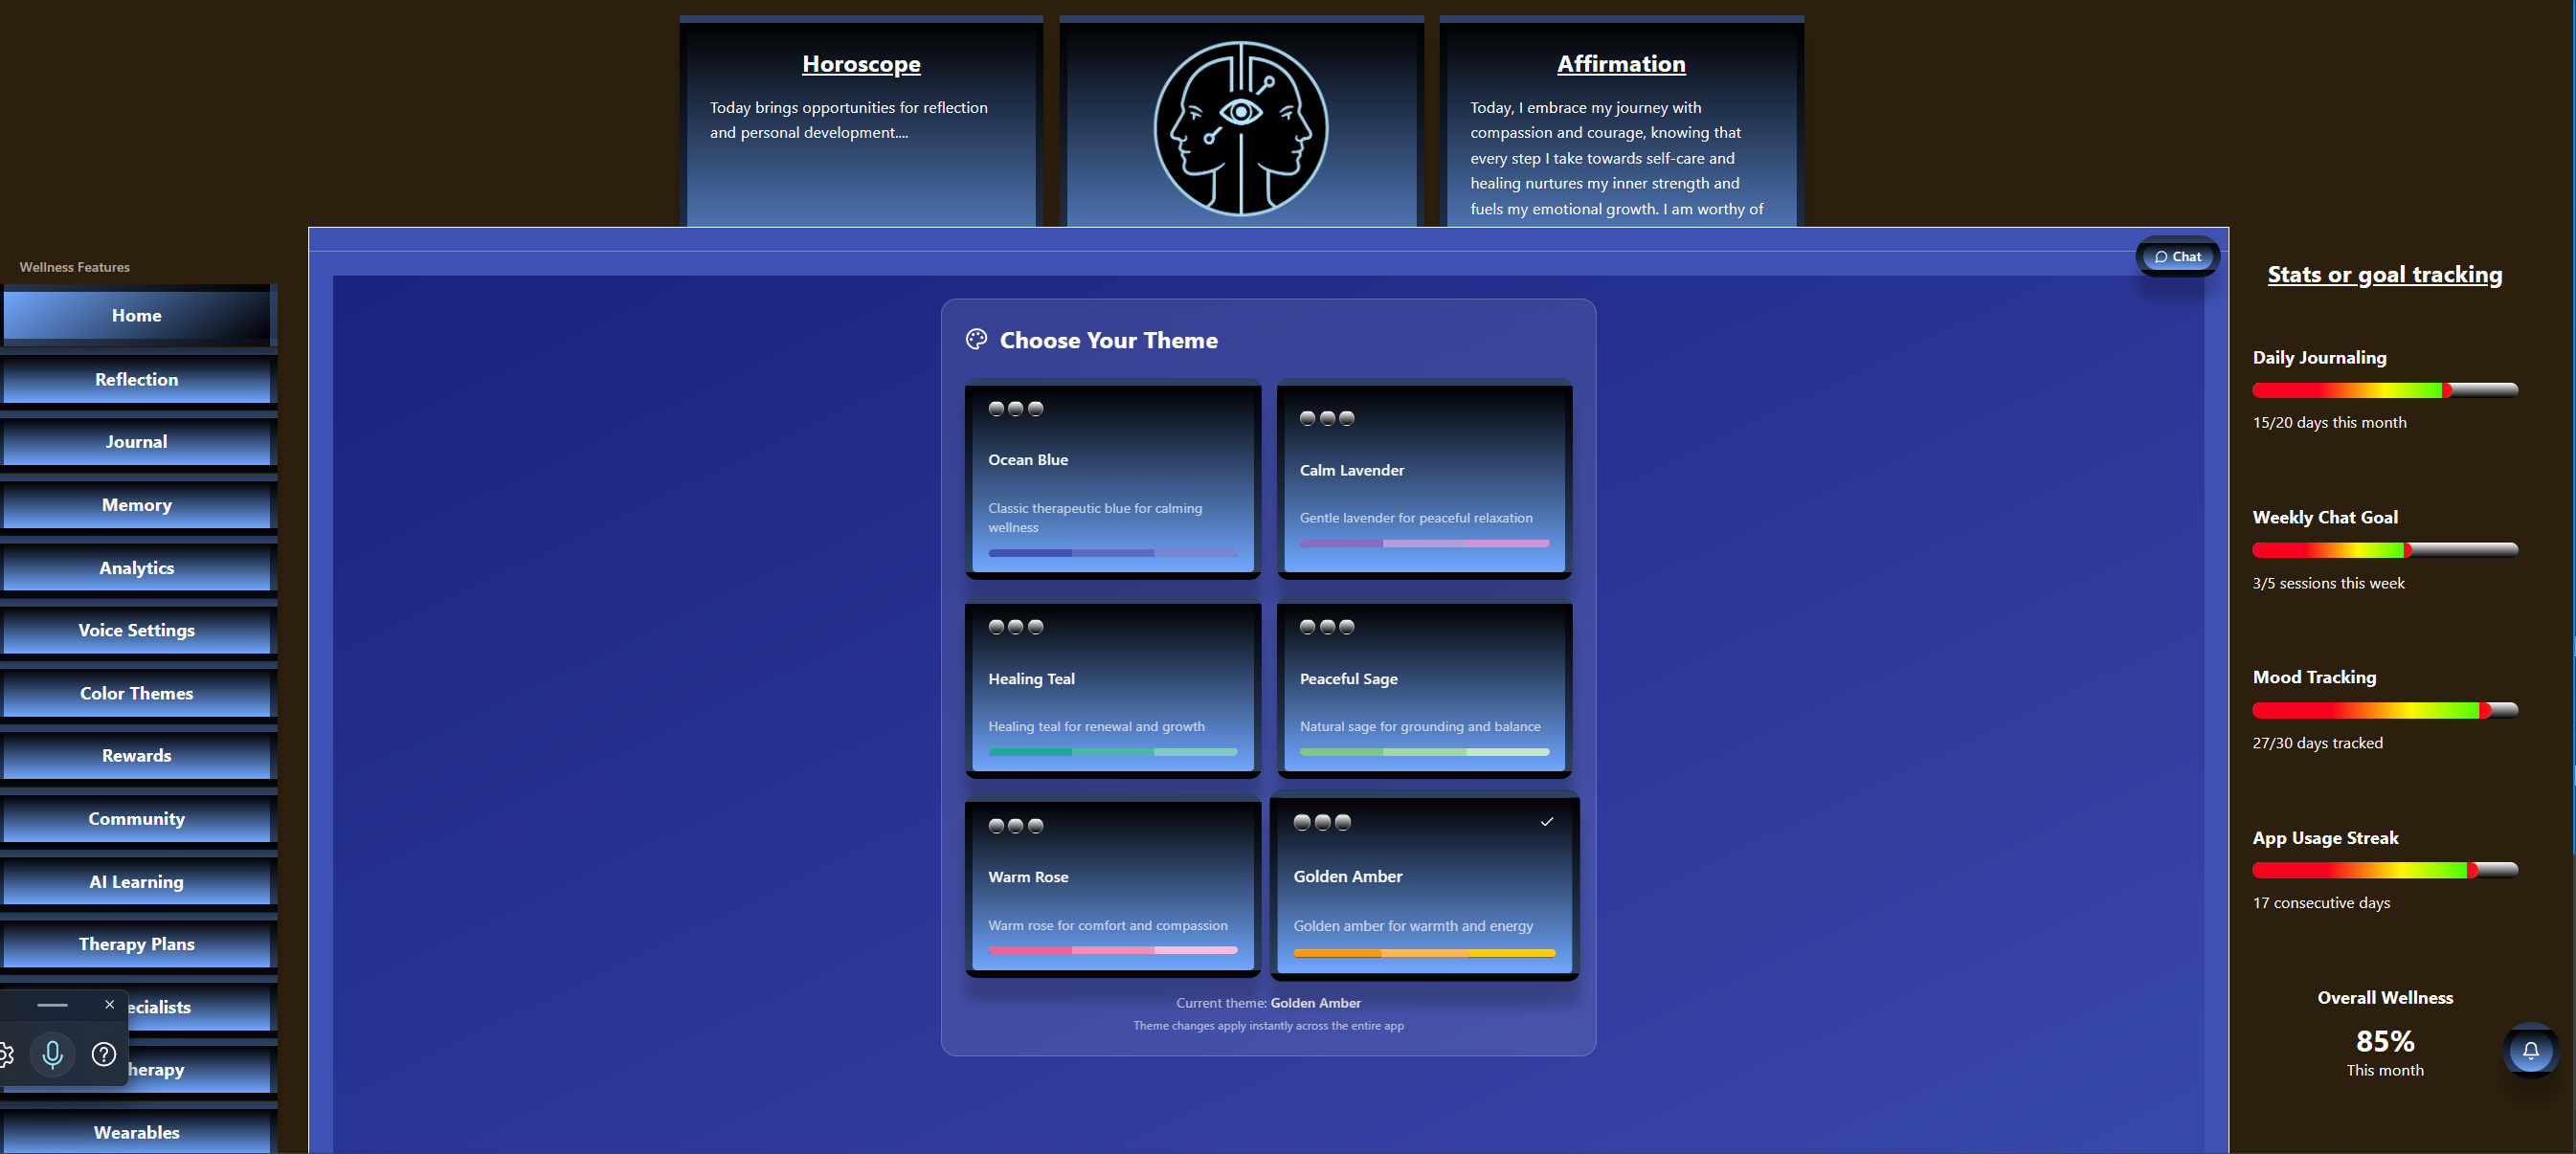 Horoscope
Today brings opportunities for reflection
and personal development....
Affirmation
Today, I embrace my journey with
compassion and courage, knowing that
every step I take towards self-care and
healing nurtures my inner strength and
fuels my emotional growth. I am worthy of
Wellness Features
Home
Reflection
Journal
Memory
Analytics
Voice Settings
Color Themes
Rewards
Community
AI Learning
Therapy Plans
ecialists
herapy
Wearables
Chat
Choose Your Theme
Ocean Blue
Classic therapeutic blue for calming
wellness
Calm Lavender
Gentle lavender for peaceful relaxation
Healing Teal
Healing teal for renewal and growth
Peaceful Sage
Natural sage for grounding and balance
Warm Rose
Warm rose for comfort and compassion
Golden Amber
Golden amber for warmth and energy
Current theme: Golden Amber
Theme changes apply instantly across the entire app
Stats or goal tracking
Daily Journaling
15/20 days this month
Weekly Chat Goal
3/5 sessions this week
Mood Tracking
27/30 days tracked
App Usage Streak
17 consecutive days
Overall Wellness
85%
This month